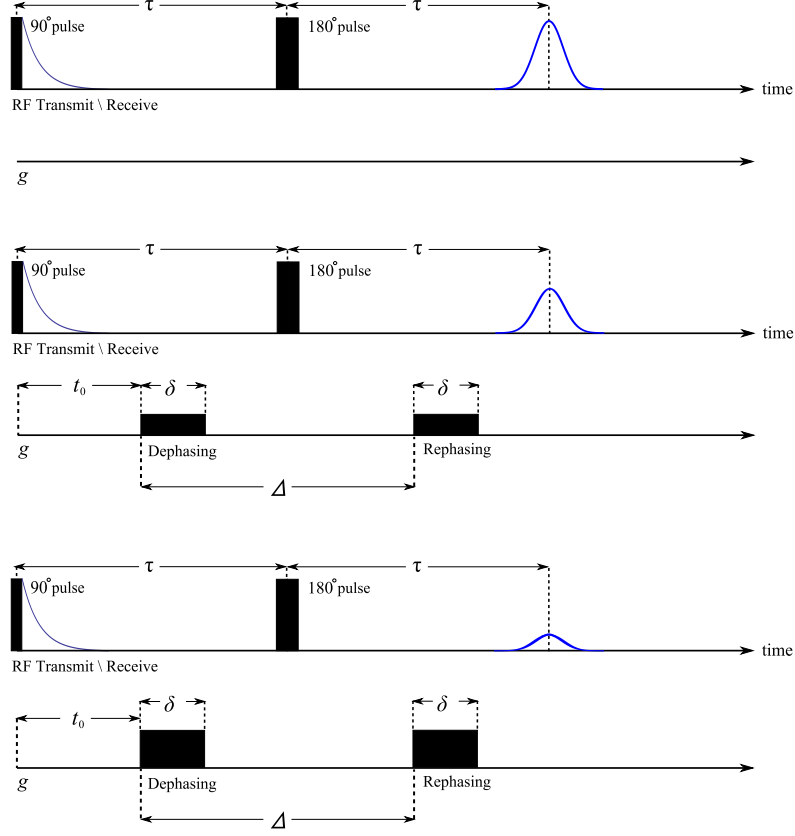 τ τ
90°pulse 180°pulse
time
RF Transmit \ Receive
g
τ τ
90°pulse 180°pulse
time
RF Transmit \ Receive
t₀ δ δ
g Dephasing Rephasing
Δ
τ τ
90°pulse 180°pulse
time
RF Transmit \ Receive
t₀ δ δ
g Dephasing Rephasing
Δ